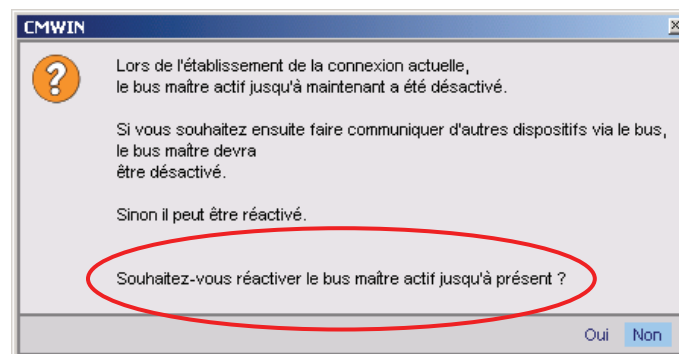 CMWIN
Lors de l'établissement de la connexion actuelle,
le bus maître actif jusqu'à maintenant a été désactivé.
Si vous souhaitez ensuite faire communiquer d'autres dispositifs via le bus,
le bus maître devra
être désactivé.
Sinon il peut être réactivé.
Souhaitez-vous réactiver le bus maître actif jusqu'à présent ?
Oui Non